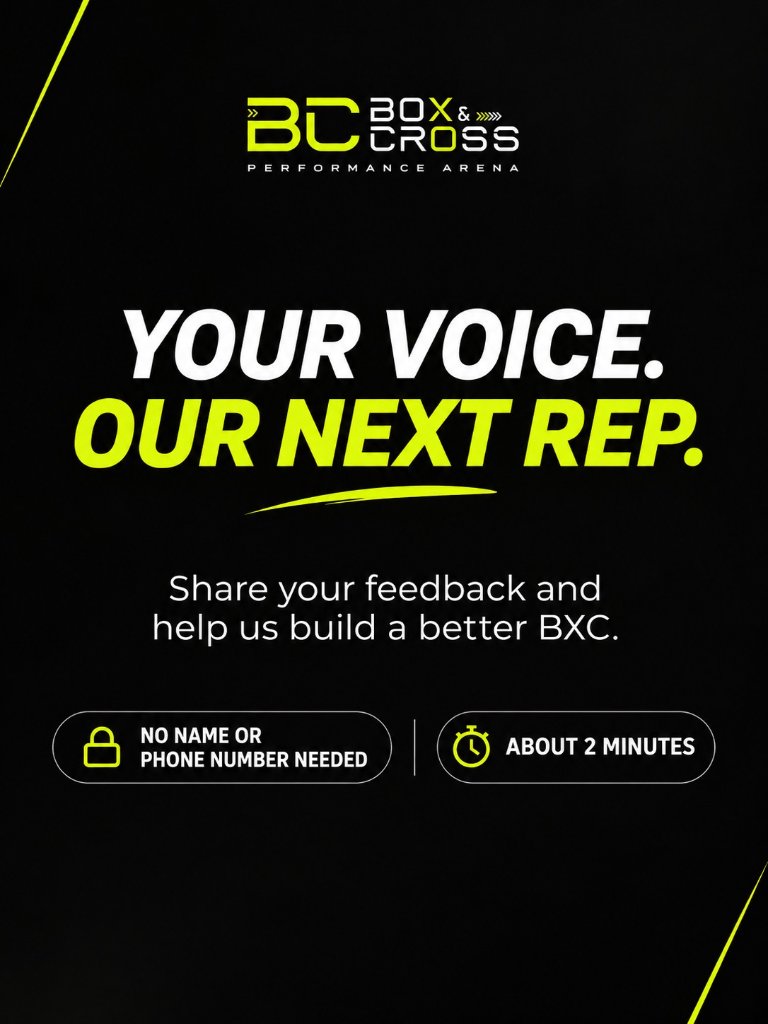 BC BOX &
CROSS
PERFORMANCE ARENA
YOUR VOICE.
OUR NEXT REP.
Share your feedback and
help us build a better BXC.
NO NAME OR
PHONE NUMBER NEEDED
ABOUT 2 MINUTES